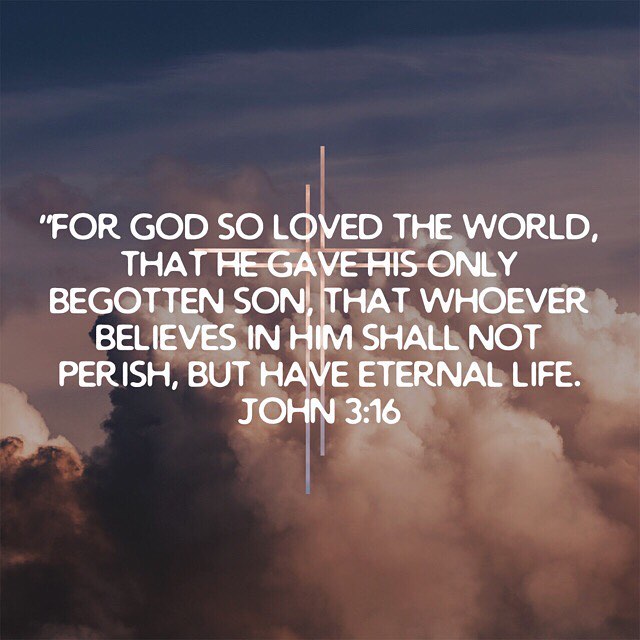 "FOR GOD SO LOVED THE WORLD,
THAT HE GAVE HIS ONLY
BEGOTTEN SON, THAT WHOEVER
BELIEVES IN HIM SHALL NOT
PERISH, BUT HAVE ETERNAL LIFE.
JOHN 3:16